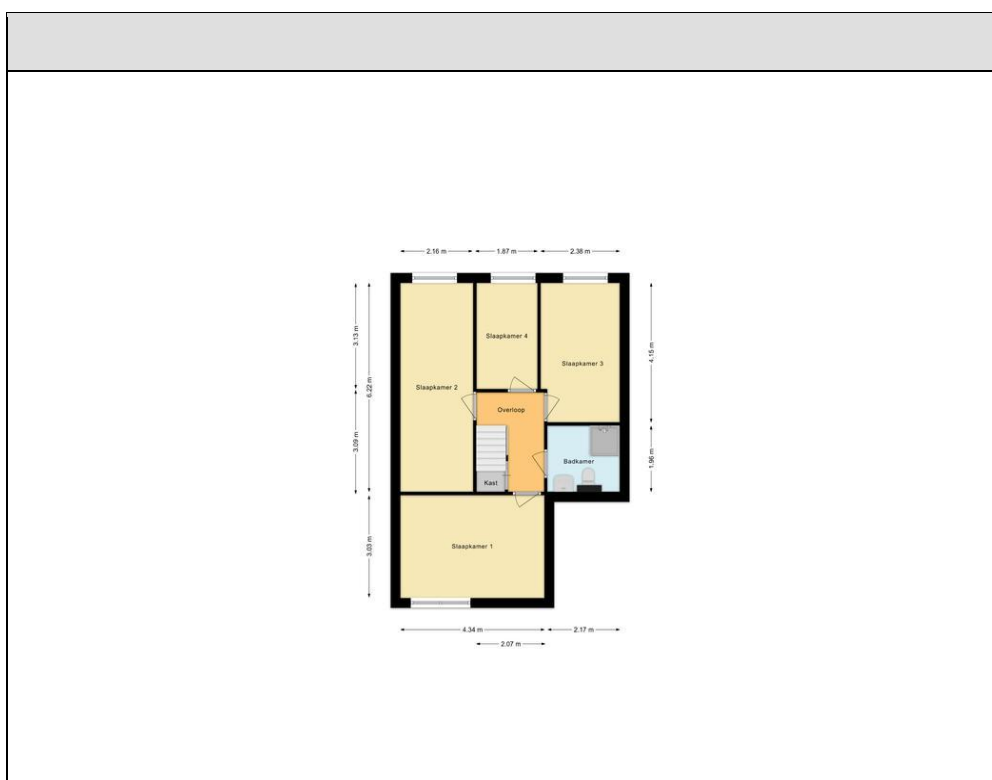 2.16 m
1.87 m
2.38 m
3.13 m
6.22 m
4.15 m
Slaapkamer 4
Slaapkamer 3
Slaapkamer 2
Overloop
3.09 m
1.96 m
Badkamer
Kast
Slaapkamer 1
3.03 m
4.34 m
2.17 m
2.07 m